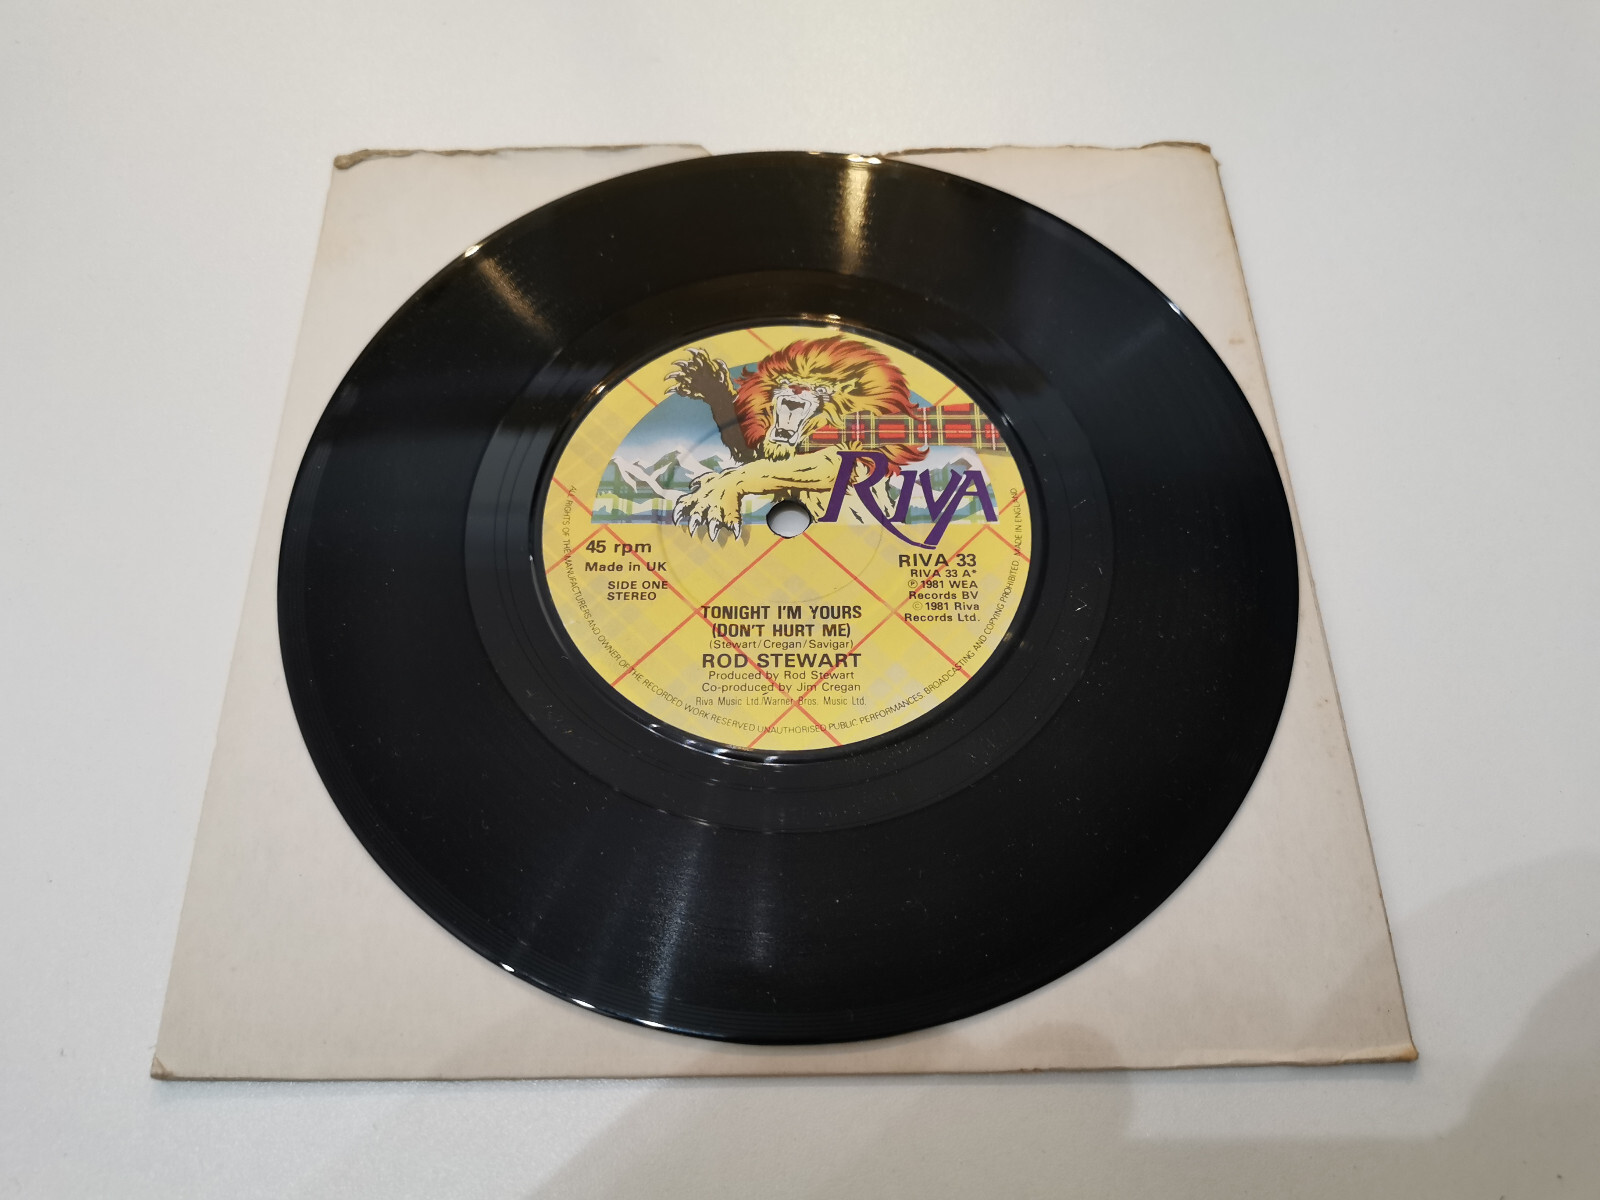 RIVA
45 rpm
Made in UK
SIDE ONE
STEREO
RIVA 33
RIVA 33 A*
℗ 1981 WEA
Records BV
© 1981 Riva
Records Ltd.
TONIGHT I'M YOURS
(DON'T HURT ME)
(Stewart/Cregan/Savigar)
ROD STEWART
Produced by Rod Stewart
Co-produced by Jim Cregan
Riva Music Ltd./Warner Bros. Music Ltd.
ALL RIGHTS OF THE MANUFACTURERS AND OWNER OF THE RECORDED WORK RESERVED UNAUTHORISED PUBLIC PERFORMANCES BROADCASTING AND COPYING PROHIBITED. MADE IN ENGLAND